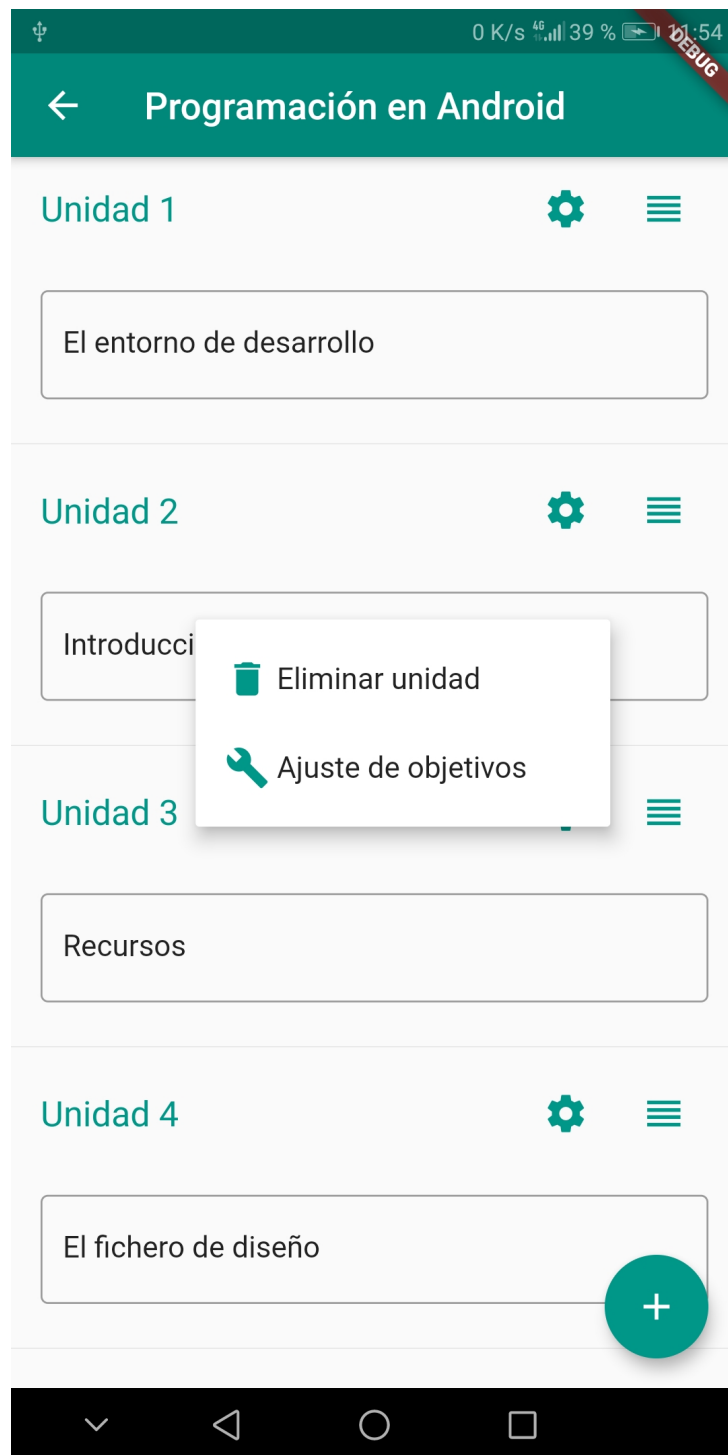 0 K/s 4G 39 % 11:54
DEBUG
Programación en Android
Unidad 1
El entorno de desarrollo
Unidad 2
Introducci
Eliminar unidad
Ajuste de objetivos
Unidad 3
Recursos
Unidad 4
El fichero de diseño